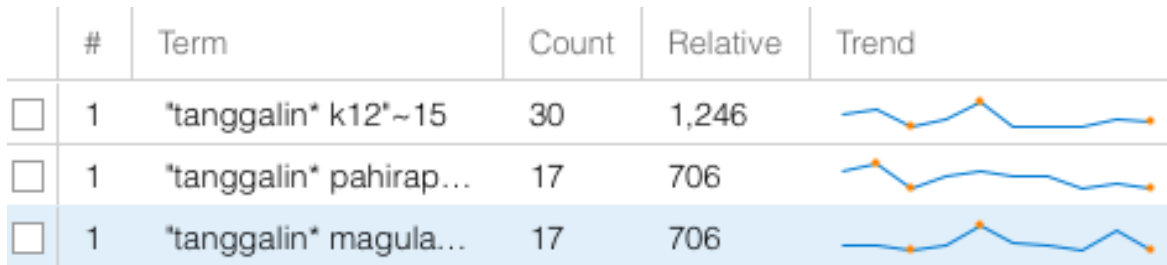 # Term Count Relative Trend
1 "tanggalin* k12"~15 30 1,246
1 "tanggalin* pahirap... 17 706
1 "tanggalin* magula... 17 706